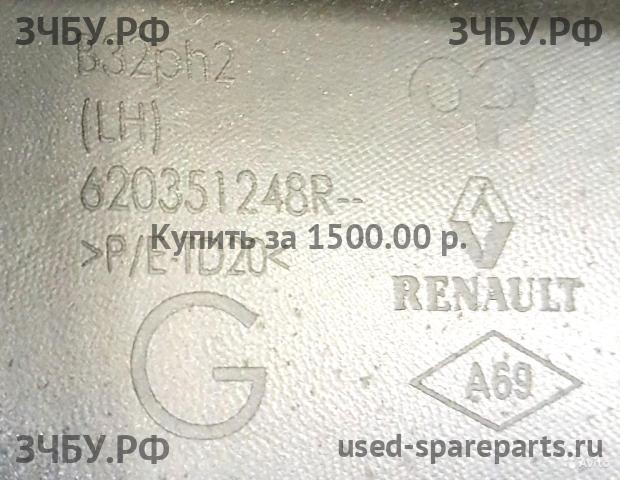 ЗЧБУ.РФ ЗЧБУ.РФ
B32ph2
(LH)
620351248R--
Купить за 1500.00 р.
>P/E-TD20<
RENAULT
G
A69
ЗЧБУ.РФ used-spareparts.ru
Avito